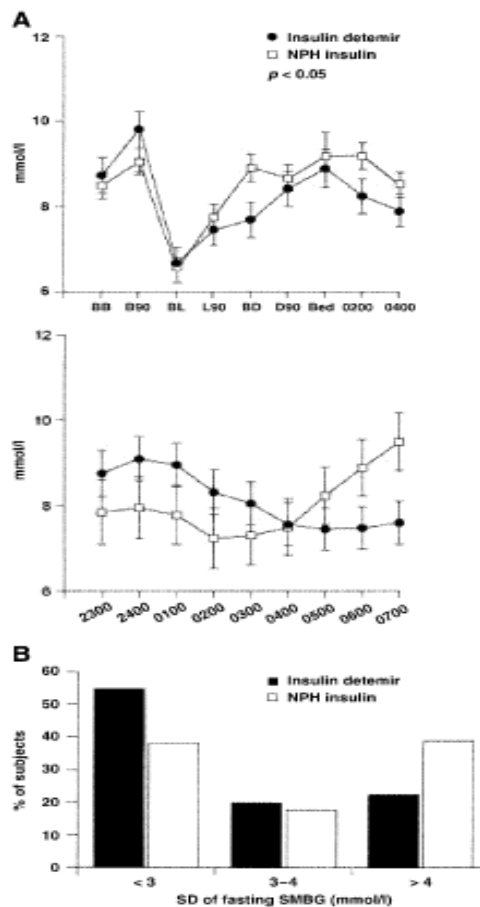 A
12
Insulin detemir
NPH insulin
p < 0.05
10
mmol/l
8
6
BB B90 BL L90 BD D90 Bed 0200 0400
12
10
mmol/l
8
6
2300 2400 0100 0200 0300 0400 0500 0600 0700
B
60
Insulin detemir
NPH insulin
50
40
% of subjects
30
20
10
0
< 3 3–4 > 4
SD of fasting SMBG (mmol/l)